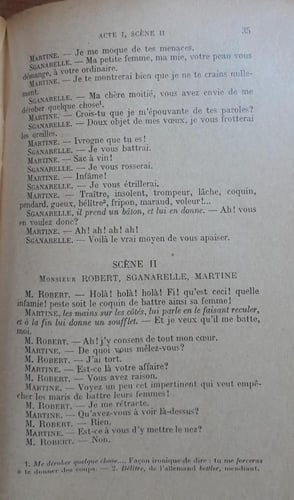 ACTE I, SCÈNE II 35
MARTINE. — Je me moque de tes menaces.
SGANARELLE. — Ma petite femme, ma mie, votre peau vous
démange, à votre ordinaire.
MARTINE. — Je te montrerai bien que je ne te crains nulle-
ment.
SGANARELLE. — Ma chère moitié, vous avez envie de me
dérober quelque chose¹.
MARTINE. — Crois-tu que je m'épouvante de tes paroles?
SGANARELLE. — Doux objet de mes vœux, je vous frotterai
les oreilles.
MARTINE. — Ivrogne que tu es!
SGANARELLE. — Je vous battrai.
MARTINE. — Sac à vin!
SGANARELLE. — Je vous rosserai.
MARTINE. — Infâme!
SGANARELLE. — Je vous étrillerai.
MARTINE. — Traître, insolent, trompeur, lâche, coquin,
pendard, gueux, bélître², fripon, maraud, voleur!...
SGANARELLE, il prend un bâton, et lui en donne. — Ah! vous
en voulez donc?
MARTINE. — Ah! ah! ah! ah!
SGANARELLE. — Voilà le vrai moyen de vous apaiser.
SCÈNE II
MONSIEUR ROBERT, SGANARELLE, MARTINE
M. ROBERT. — Holà! holà! holà! Fi! qu'est ceci! quelle
infamie! peste soit le coquin de battre ainsi sa femme!
MARTINE, les mains sur les côtés, lui parle en le faisant reculer,
et à la fin lui donne un soufflet. — Et je veux qu'il me batte,
moi.
M. ROBERT. — Ah! j'y consens de tout mon cœur.
MARTINE. — De quoi vous mêlez-vous?
M. ROBERT. — J'ai tort.
MARTINE. — Est-ce là votre affaire?
M. ROBERT. — Vous avez raison.
MARTINE. — Voyez un peu cet impertinent qui veut empê-
cher les maris de battre leurs femmes!
M. ROBERT. — Je me rétracte.
MARTINE. — Qu'avez-vous à voir là-dessus?
M. ROBERT. — Rien.
MARTINE. — Est-ce à vous d'y mettre le nez?
M. ROBERT. — Non.
1. Me dérober quelque chose... Façon ironique de dire : tu me forceras
à te donner des coups. — 2. Bélître, de l'allemand bettler, mendiant.